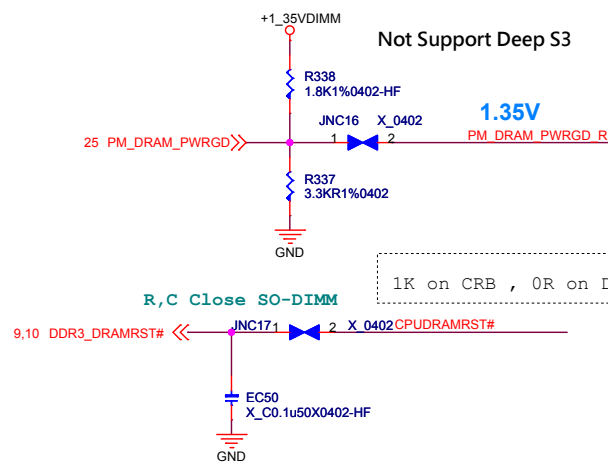 +1_35VDIMM
Not Support Deep S3
R338
1.8K1%0402-HF
JNC16 X_0402
1.35V
25 PM_DRAM_PWRGD
1 2
PM_DRAM_PWRGD_R
R337
3.3KR1%0402
GND
1K on CRB , 0R on D
R,C Close SO-DIMM
9,10 DDR3_DRAMRST#
JNC17 1 2 X_0402 CPUDRAMRST#
EC50
X_C0.1u50X0402-HF
GND